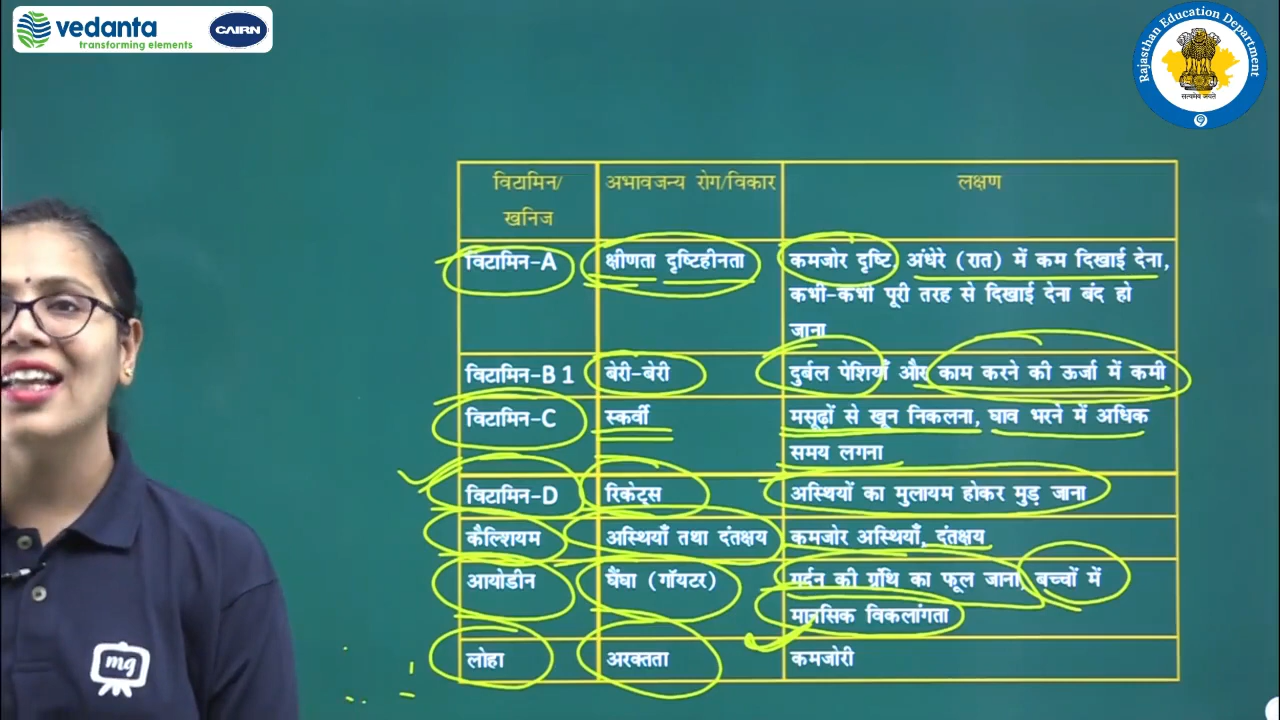 vedanta
transforming elements
CAIRN
Rajasthan Education Department
सत्यमेव जयते
विटामिन/
खनिज
अभावजन्य रोग/विकार
लक्षण
विटामिन-A
क्षीणता दृष्टिहीनता
कमजोर दृष्टि, अंधेरे (रात) में कम दिखाई देना,
कभी-कभी पूरी तरह से दिखाई देना बंद हो
जाना
विटामिन-B 1
बेरी-बेरी
दुर्बल पेशियाँ और काम करने की ऊर्जा में कमी
विटामिन-C
स्कर्वी
मसूढ़ों से खून निकलना, घाव भरने में अधिक
समय लगना
विटामिन-D
रिकेट्स
अस्थियों का मुलायम होकर मुड़ जाना
कैल्शियम
अस्थियाँ तथा दंतक्षय
कमजोर अस्थियाँ, दंतक्षय
आयोडीन
घैंघा (गॉयटर)
गर्दन की ग्रंथि का फूल जाना, बच्चों में
मानसिक विकलांगता
लोहा
अरक्तता
कमजोरी
mg